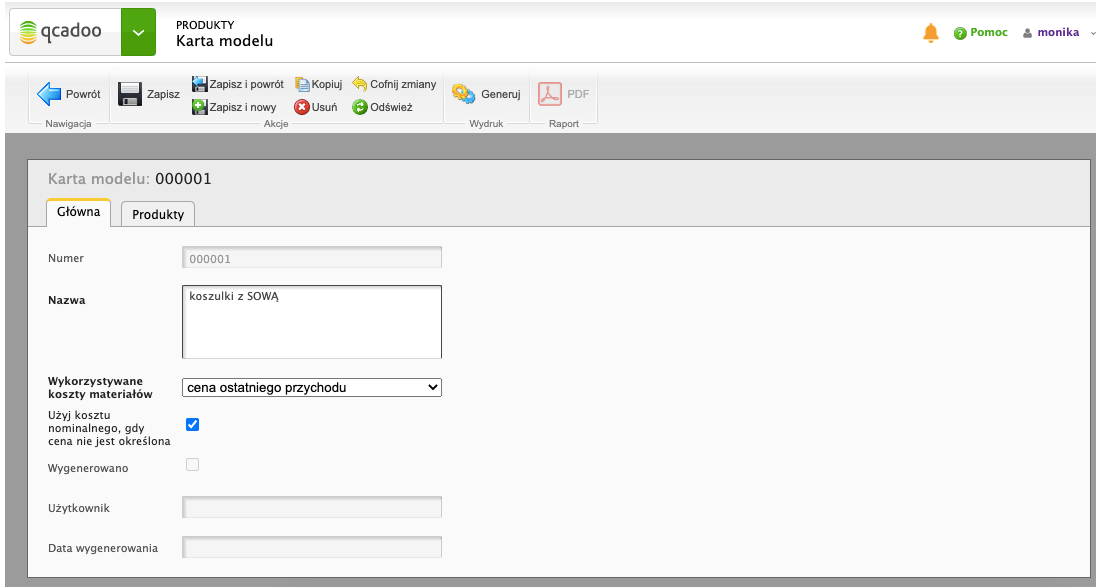 qcadoo
PRODUKTY
Karta modelu
Pomoc
monika
Powrót
Nawigacja
Zapisz
Zapisz i powrót
Kopiuj
Cofnij zmiany
Zapisz i nowy
Usuń
Odśwież
Akcje
Generuj
Wydruk
PDF
Raport
Karta modelu: 000001
Główna
Produkty
Numer
000001
Nazwa
koszulki z SOWĄ
Wykorzystywane
koszty materiałów
cena ostatniego przychodu
Użyj kosztu
nominalnego, gdy
cena nie jest określona
Wygenerowano
Użytkownik
Data wygenerowania